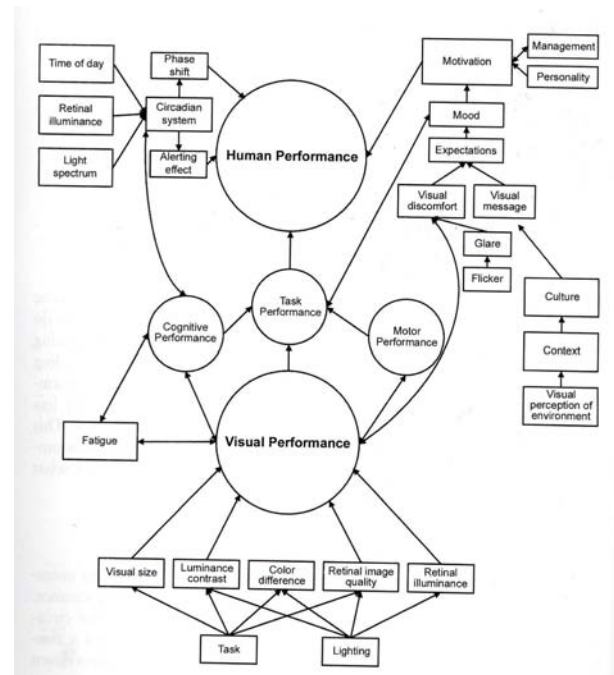 Time of day
Phase
shift
Motivation
Management
Personality
Retinal
illuminance
Circadian
system
Mood
Human Performance
Expectations
Light
spectrum
Alerting
effect
Visual
discomfort
Visual
message
Glare
Flicker
Task
Performance
Culture
Cognitive
Performance
Motor
Performance
Context
Visual
perception of
environment
Fatigue
Visual Performance
what
Visual size
Luminance
contrast
Color
difference
Retinal image
quality
Retinal
illuminance
Task
Lighting